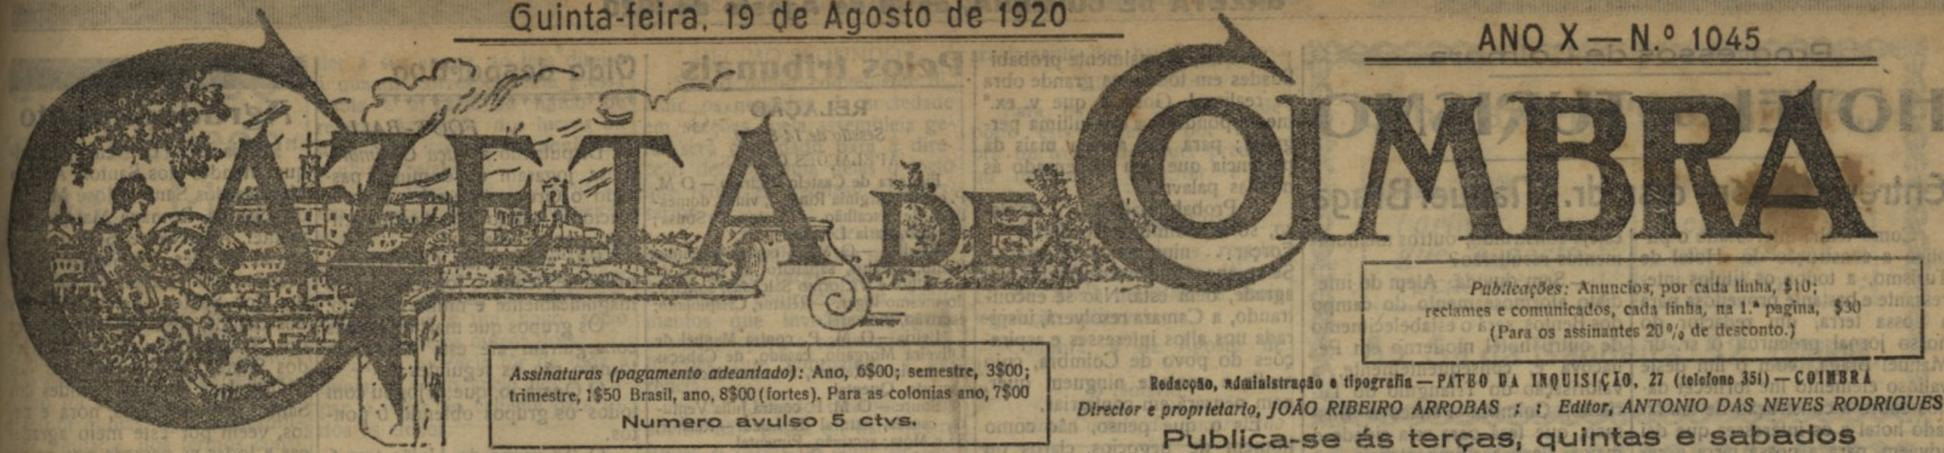 Quinta-feira, 19 de Agosto de 1920
ANO X — N.º 1045
GAZETA DE COIMBRA
Assinaturas (pagamento adeantado): Ano, 6$00; semestre, 3$00;
trimestre, 1$50 Brasil, ano, 8$00 (fortes). Para as colonias ano, 7$00
Numero avulso 5 ctvs.
Publicações: Anuncios, por cada linha, $10;
reclames e comunicados, cada linha, na 1.ª pagina, $30
(Para os assinantes 20% de desconto.)
Redacção, administração e tipografia — PATEO DA INQUISIÇÃO, 27 (telefone 351) — COIMBRA
Director e proprietario, JOÃO RIBEIRO ARROBAS : : Editor, ANTONIO DAS NEVES RODRIGUES
Publica-se ás terças, quintas e sabados